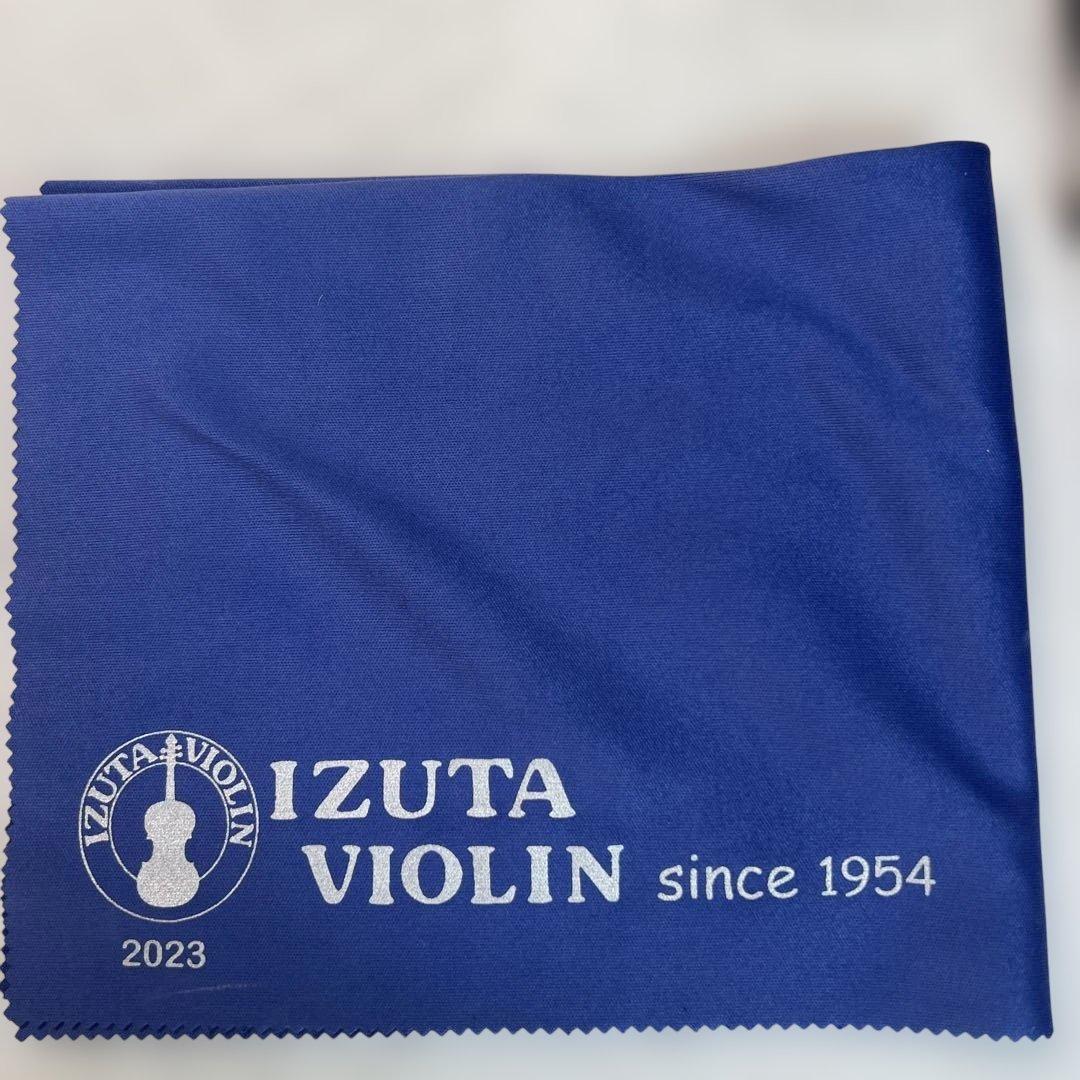 IZUTA VIOLIN
IZUTA
VIOLIN since 1954
2023